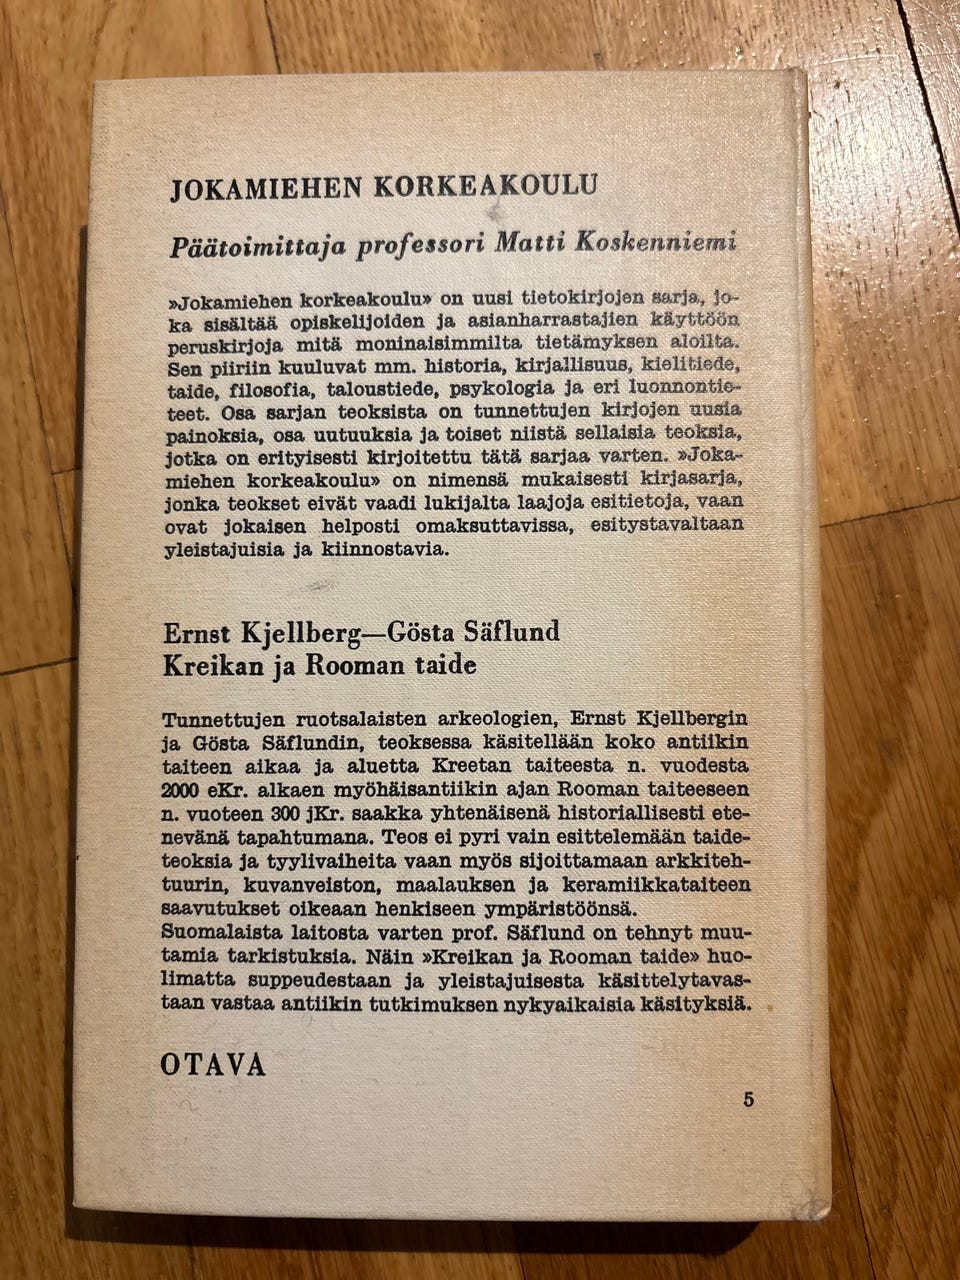 JOKAMIEHEN KORKEAKOULU
Päätoimittaja professori Matti Koskenniemi
»Jokamiehen korkeakoulu» on uusi tietokirjojen sarja, jo-
ka sisältää opiskelijoiden ja asianharrastajien käyttöön
peruskirjoja mitä moninaisimmilta tietämyksen aloilta.
Sen piiriin kuuluvat mm. historia, kirjallisuus, kielitiede,
taide, filosofia, taloustiede, psykologia ja eri luonnontie-
teet. Osa sarjan teoksista on tunnettujen kirjojen uusia
painoksia, osa uutuuksia ja toiset niistä sellaisia teoksia,
jotka on erityisesti kirjoitettu tätä sarjaa varten. »Joka-
miehen korkeakoulu» on nimensä mukaisesti kirjasarja,
jonka teokset eivät vaadi lukijalta laajoja esitietoja, vaan
ovat jokaisen helposti omaksuttavissa, esitystavaltaan
yleistajuisia ja kiinnostavia.
Ernst Kjellberg—Gösta Säflund
Kreikan ja Rooman taide
Tunnettujen ruotsalaisten arkeologien, Ernst Kjellbergin
ja Gösta Säflundin, teoksessa käsitellään koko antiikin
taiteen aikaa ja aluetta Kreetan taiteesta n. vuodesta
2000 eKr. alkaen myöhäisantiikin ajan Rooman taiteeseen
n. vuoteen 300 jKr. saakka yhtenäisenä historiallisesti ete-
nevänä tapahtumana. Teos ei pyri vain esittelemään taide-
teoksia ja tyylivaiheita vaan myös sijoittamaan arkkiteh-
tuurin, kuvanveiston, maalauksen ja keramiikkataiteen
saavutukset oikeaan henkiseen ympäristöönsä.
Suomalaista laitosta varten prof. Säflund on tehnyt muu-
tamia tarkistuksia. Näin »Kreikan ja Rooman taide» huo-
limatta suppeudestaan ja yleistajuisesta käsittelytavas-
taan vastaa antiikin tutkimuksen nykyaikaisia käsityksiä.
OTAVA
5